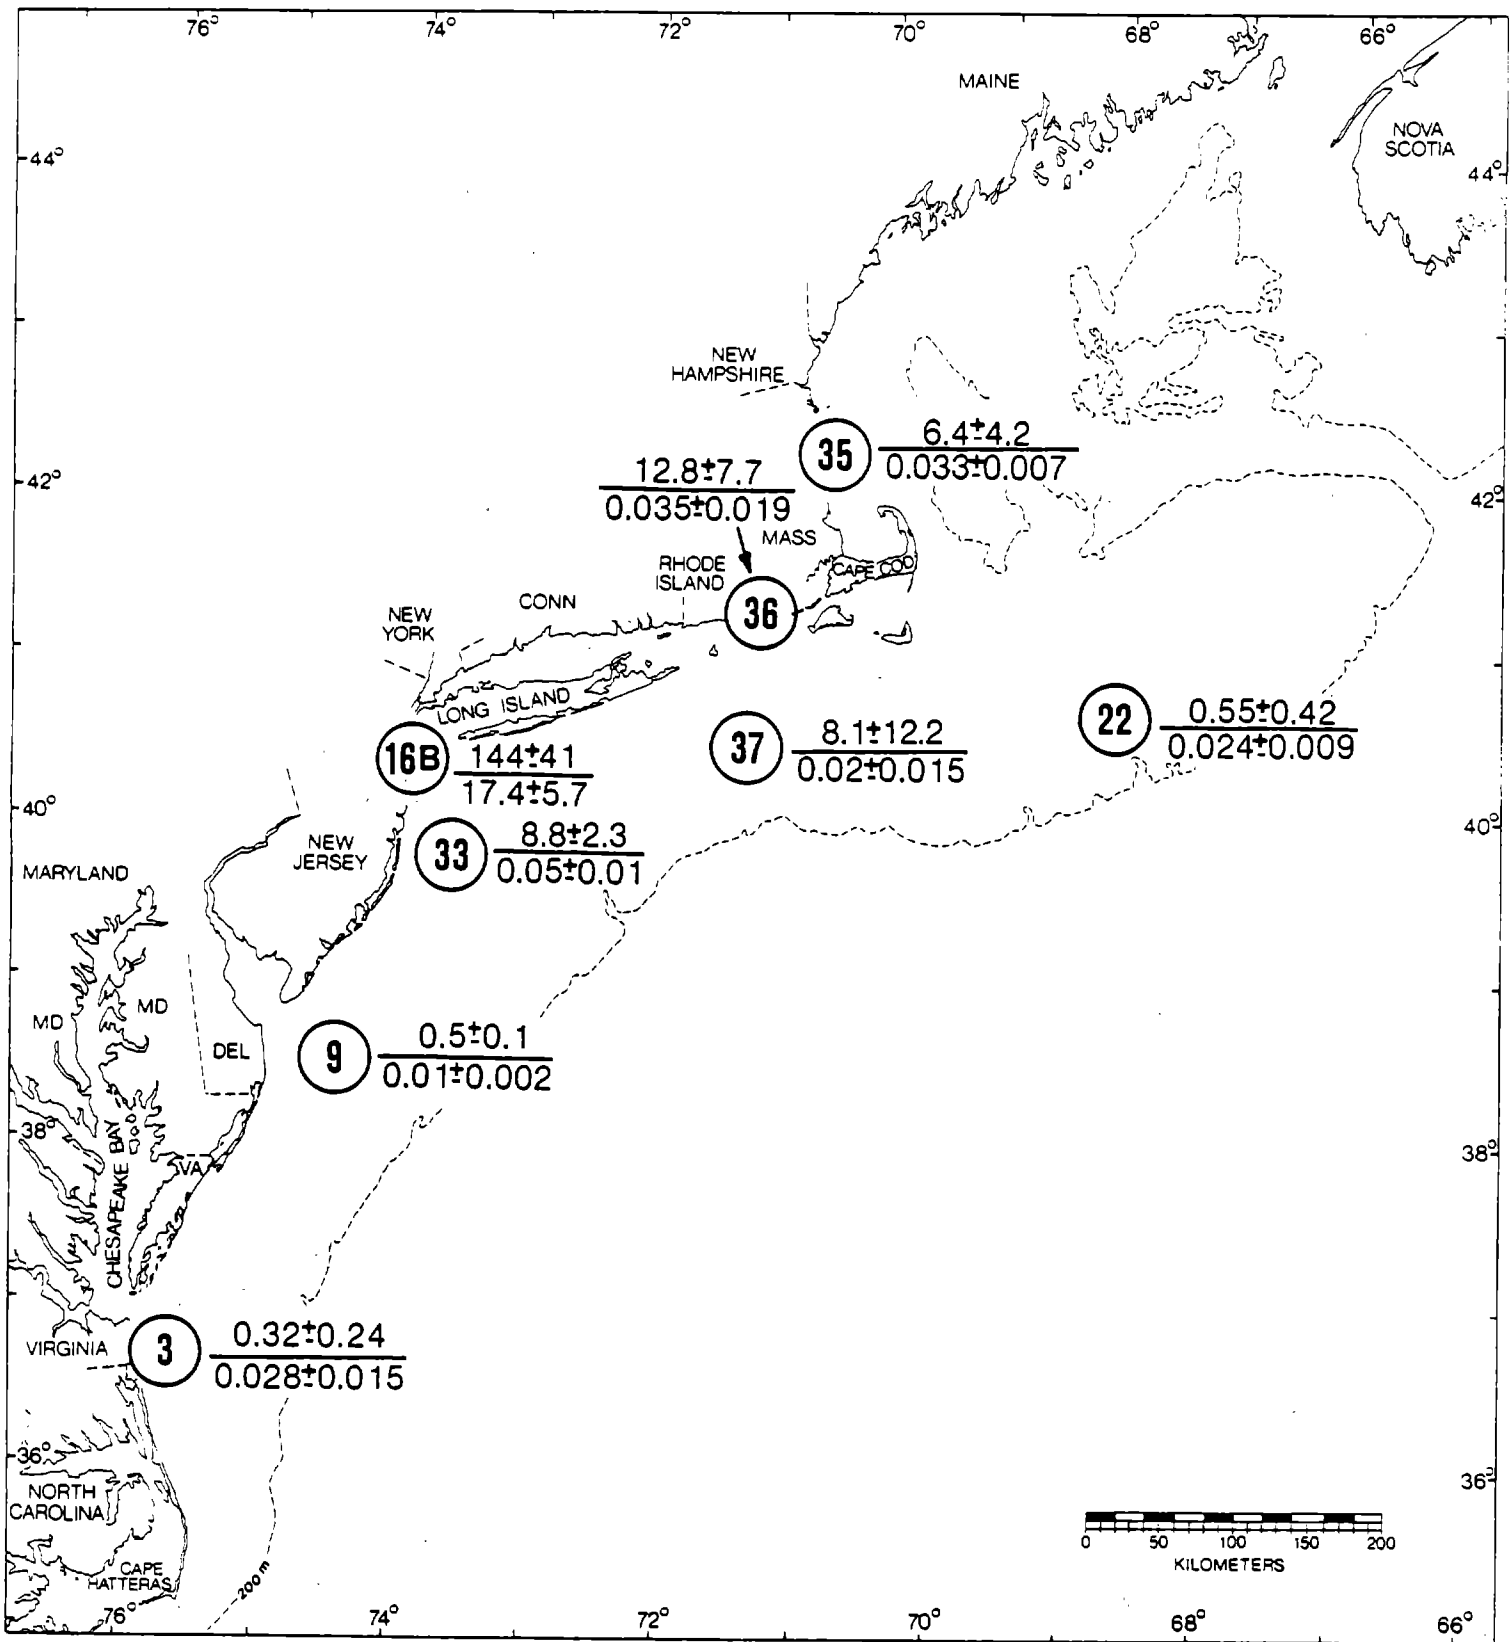 76° 74° 72° 70° 68° 66°
MAINE
NOVA
SCOTIA
44°
44°
NEW
HAMPSHIRE
35
6.4±4.2
0.033±0.007
12.8±7.7
0.035±0.019
42°
42°
MASS
CAPE COD
RHODE
ISLAND
36
CONN
NEW
YORK
LONG ISLAND
22
0.55±0.42
0.024±0.009
37
8.1±12.2
0.02±0.015
16B
144±41
17.4±5.7
40°
40°
NEW
JERSEY
33
8.8±2.3
0.05±0.01
MARYLAND
MD
MD
DEL
9
0.5±0.1
0.01±0.002
38°
38°
CHESAPEAKE BAY
VA
VIRGINIA
3
0.32±0.24
0.028±0.015
36°
36°
NORTH
CAROLINA
CAPE
HATTERAS
200 m
0 50 100 150 200
KILOMETERS
76° 74° 72° 70° 68° 66°